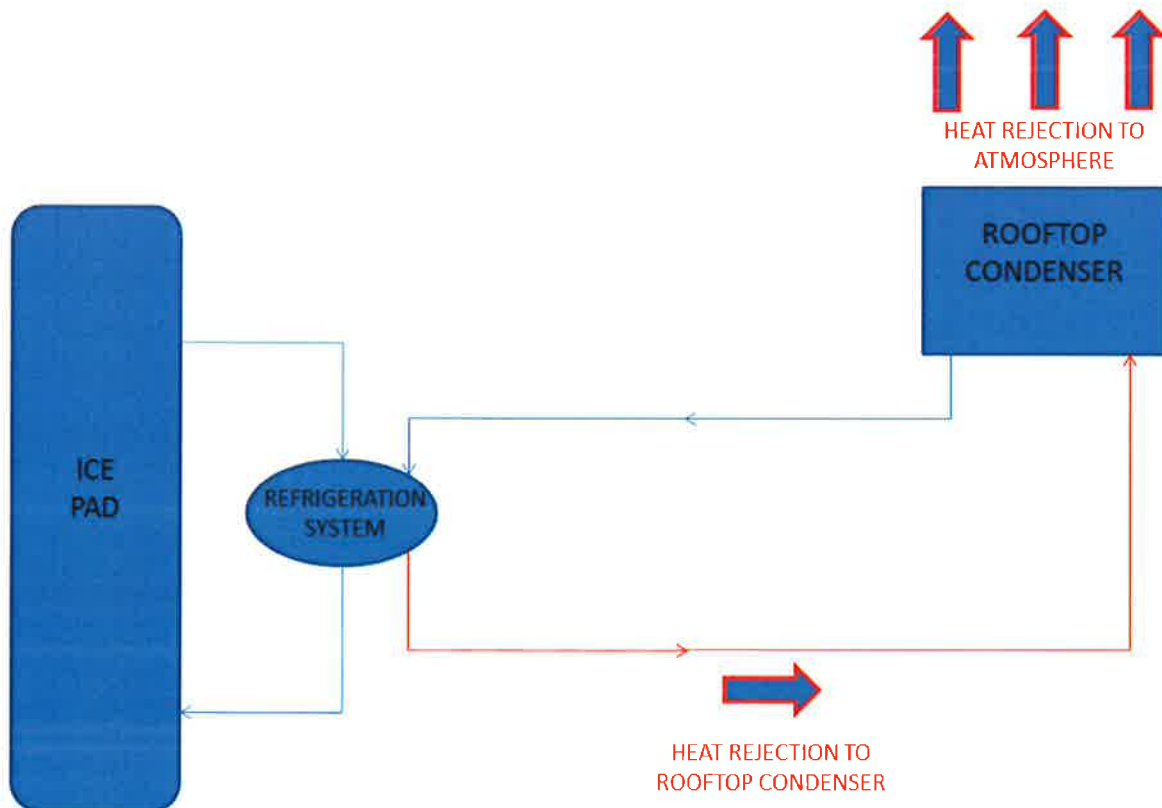 HEAT REJECTION TO
ATMOSPHERE
ROOFTOP
CONDENSER
ICE
PAD
REFRIGERATION
SYSTEM
HEAT REJECTION TO
ROOFTOP CONDENSER